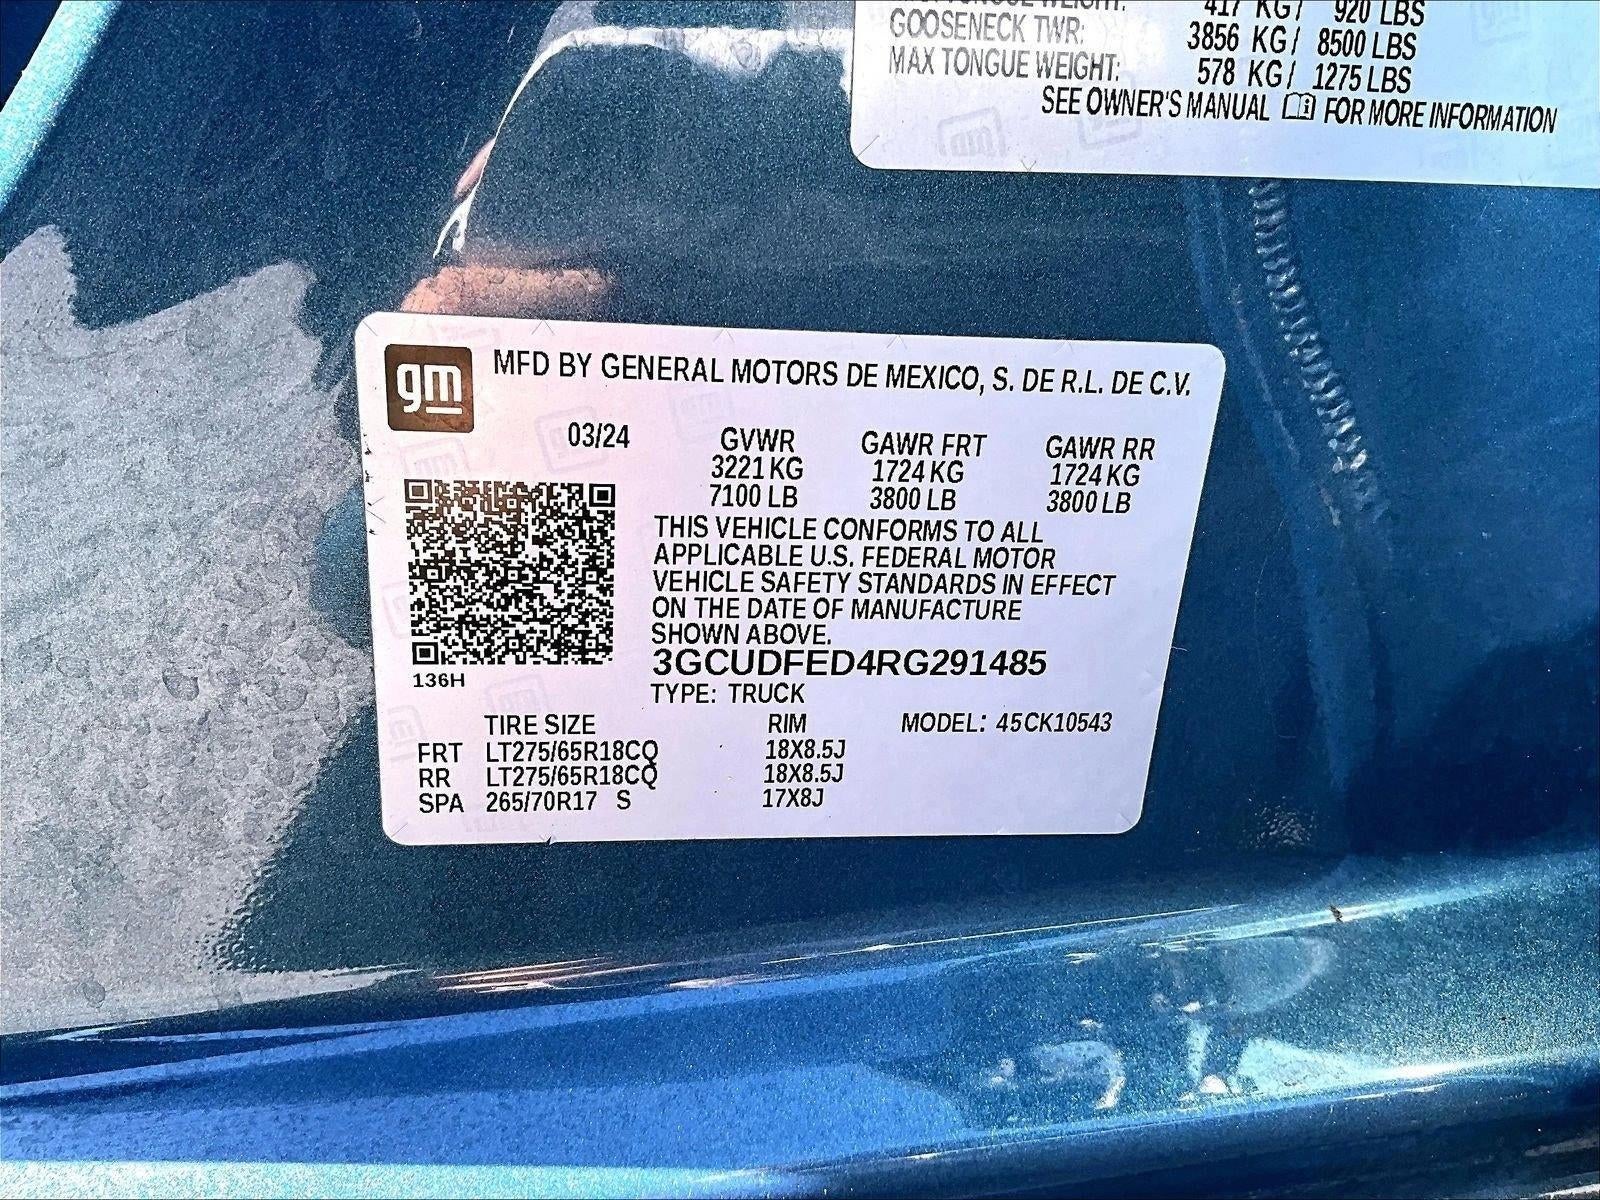 417 KG/ 920 LBS
GOOSENECK TWR: 3856 KG/ 8500 LBS
MAX TONGUE WEIGHT: 578 KG/ 1275 LBS
SEE OWNER'S MANUAL FOR MORE INFORMATION
gm MFD BY GENERAL MOTORS DE MEXICO, S. DE R.L. DE C.V.
03/24 GVWR GAWR FRT GAWR RR
3221 KG 1724 KG 1724 KG
7100 LB 3800 LB 3800 LB
THIS VEHICLE CONFORMS TO ALL
APPLICABLE U.S. FEDERAL MOTOR
VEHICLE SAFETY STANDARDS IN EFFECT
ON THE DATE OF MANUFACTURE
SHOWN ABOVE.
3GCUDFED4RG291485
136H
TYPE: TRUCK
TIRE SIZE RIM MODEL: 45CK10543
FRT LT275/65R18CQ 18X8.5J
RR LT275/65R18CQ 18X8.5J
SPA 265/70R17 S 17X8J